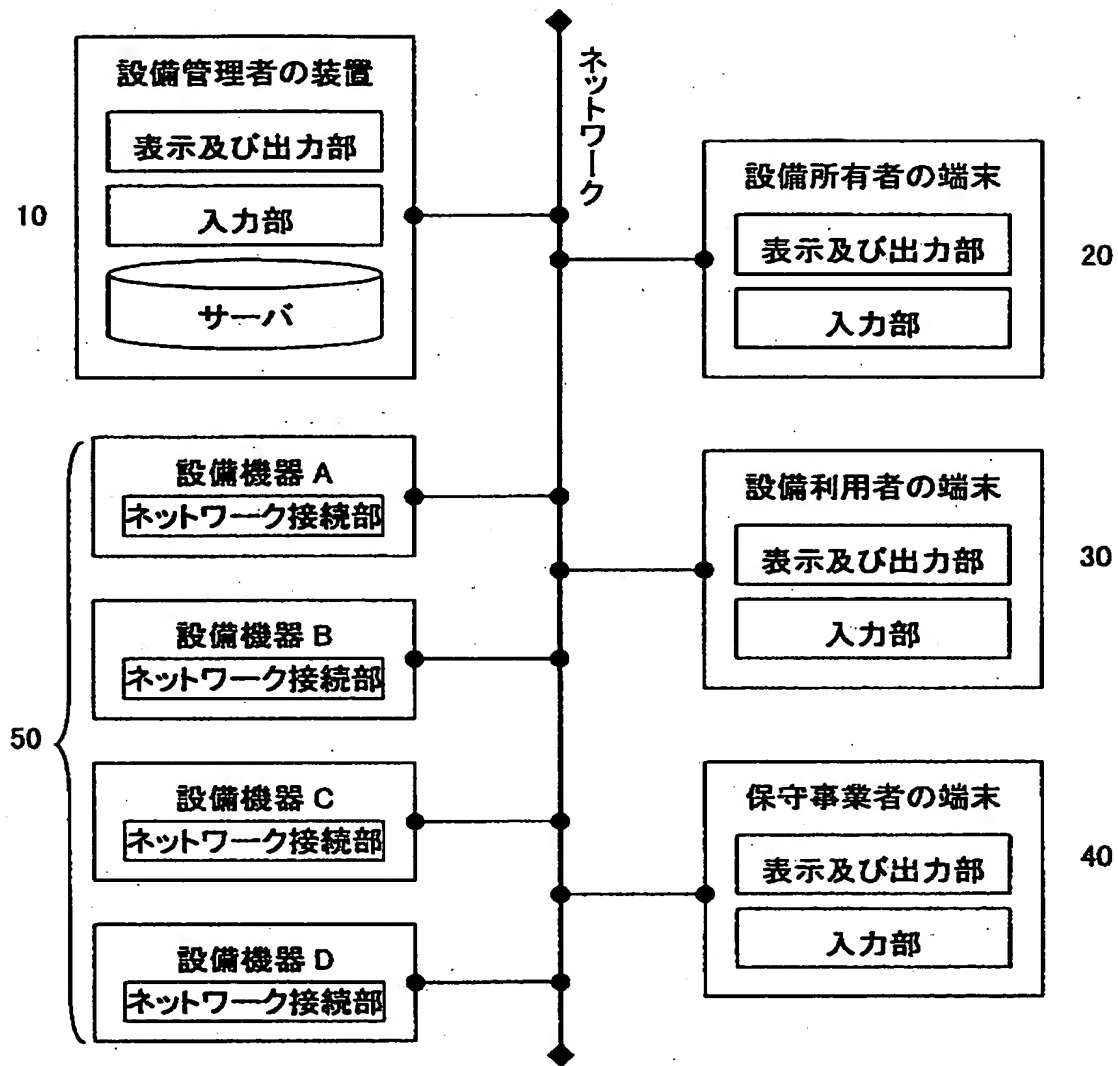 設備管理者の装置
表示及び出力部
入力部
サーバ
10
ネットワーク
設備所有者の端末
表示及び出力部
入力部
20
設備機器 A
ネットワーク接続部
設備機器 B
ネットワーク接続部
設備機器 C
ネットワーク接続部
設備機器 D
ネットワーク接続部
50
設備利用者の端末
表示及び出力部
入力部
30
保守事業者の端末
表示及び出力部
入力部
40